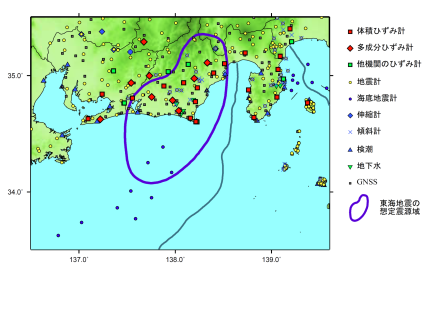 体積ひずみ計
多成分ひずみ計
他機関のひずみ計
地震計
海底地震計
伸縮計
傾斜計
検潮
地下水
GNSS
東海地震の
想定震源域
35.0˚
34.0˚
137.0˚
138.0˚
139.0˚